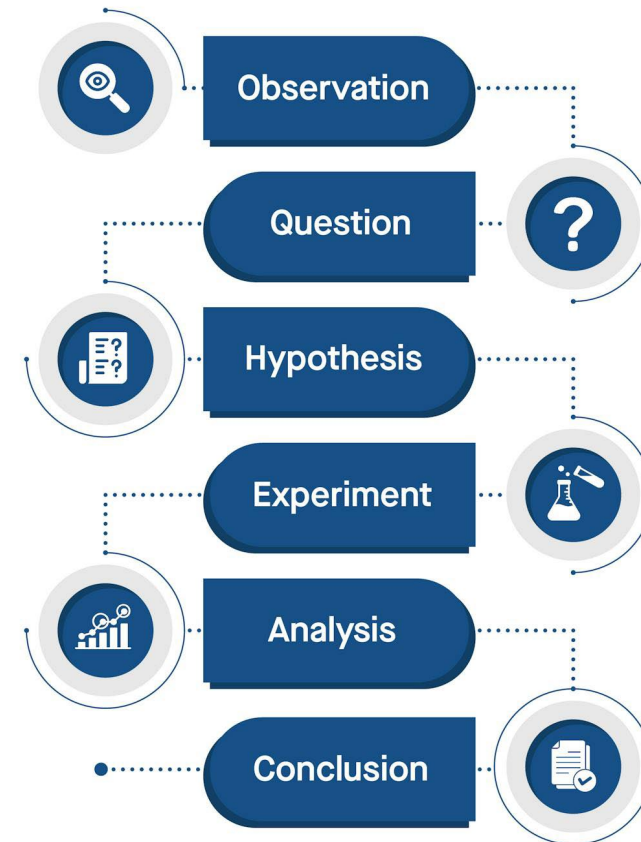 Observation
Question
?
Hypothesis
Experiment
Analysis
Conclusion